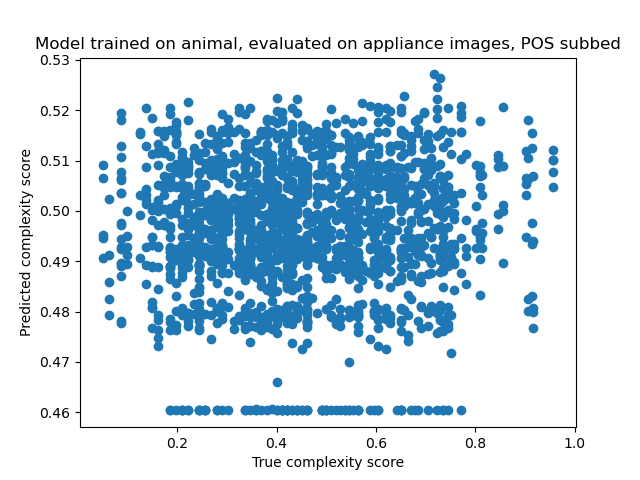 Model trained on animal, evaluated on appliance images, POS subbed
0.53
0.52
0.51
0.50
0.49
0.48
0.47
0.46
Predicted complexity score
0.2 0.4 0.6 0.8 1.0
True complexity score